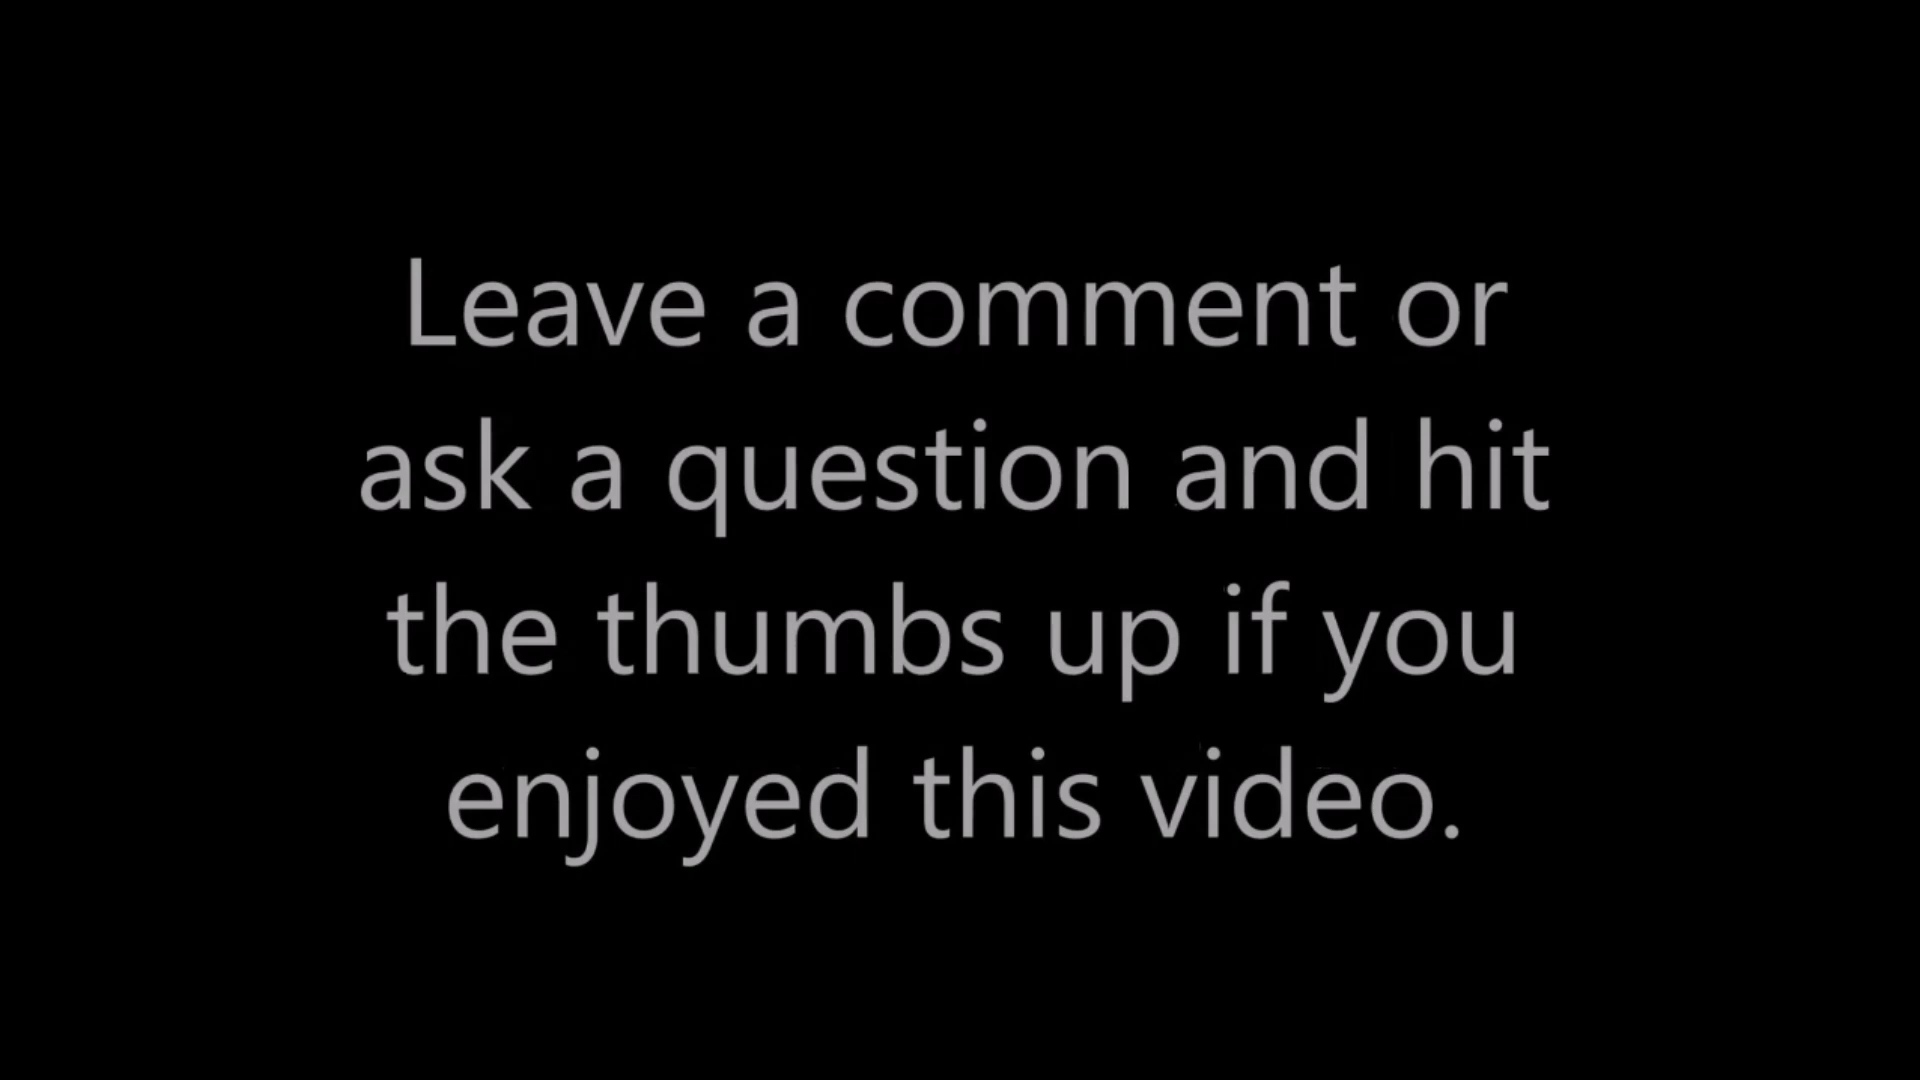 Leave a comment or
ask a question and hit
the thumbs up if you
enjoyed this video.